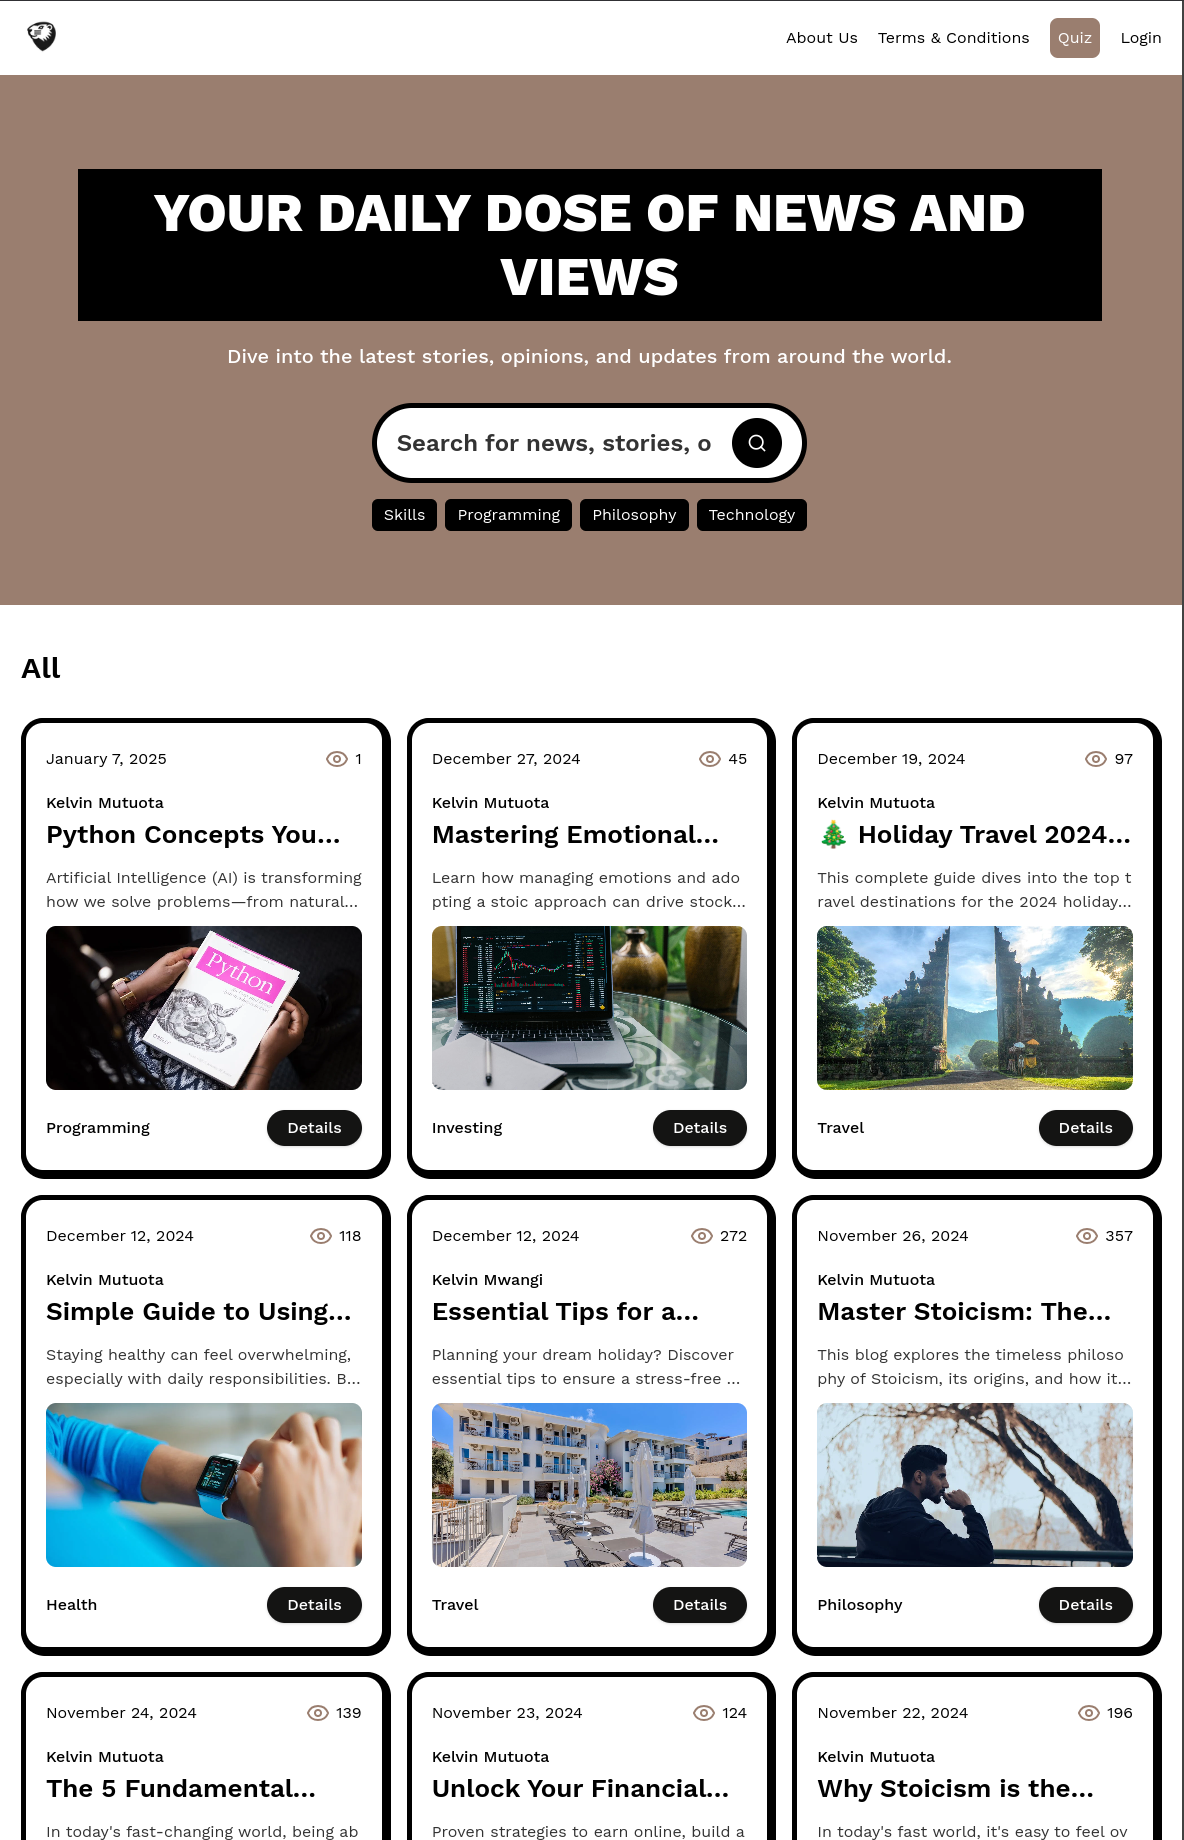 About Us Terms & Conditions Quiz Login
YOUR DAILY DOSE OF NEWS AND
VIEWS
Dive into the latest stories, opinions, and updates from around the world.
Search for news, stories, o
Skills Programming Philosophy Technology
All
January 7, 2025 1
Kelvin Mutuota
Python Concepts You...
Artificial Intelligence (AI) is transforming
how we solve problems—from natural...
Python
Programming Details
December 27, 2024 45
Kelvin Mutuota
Mastering Emotional...
Learn how managing emotions and ado
pting a stoic approach can drive stock...
Investing Details
December 19, 2024 97
Kelvin Mutuota
🎄 Holiday Travel 2024...
This complete guide dives into the top t
ravel destinations for the 2024 holiday...
Travel Details
December 12, 2024 118
Kelvin Mutuota
Simple Guide to Using...
Staying healthy can feel overwhelming,
especially with daily responsibilities. B...
Health Details
December 12, 2024 272
Kelvin Mwangi
Essential Tips for a...
Planning your dream holiday? Discover
essential tips to ensure a stress-free ...
Travel Details
November 26, 2024 357
Kelvin Mutuota
Master Stoicism: The...
This blog explores the timeless philoso
phy of Stoicism, its origins, and how it...
Philosophy Details
November 24, 2024 139
Kelvin Mutuota
The 5 Fundamental...
In today's fast-changing world, being ab
November 23, 2024 124
Kelvin Mutuota
Unlock Your Financial...
Proven strategies to earn online, build a
November 22, 2024 196
Kelvin Mutuota
Why Stoicism is the...
In today's fast world, it's easy to feel ov